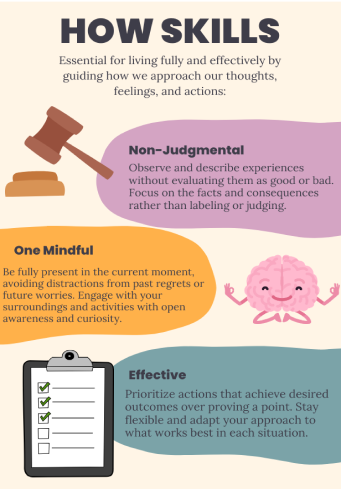 HOW SKILLS
Essential for living fully and effectively by
guiding how we approach our thoughts,
feelings, and actions:
Non-Judgmental
Observe and describe experiences
without evaluating them as good or bad.
Focus on the facts and consequences
rather than labeling or judging.
One Mindful
Be fully present in the current moment,
avoiding distractions from past regrets or
future worries. Engage with your
surroundings and activities with open
awareness and curiosity.
Effective
Prioritize actions that achieve desired
outcomes over proving a point. Stay
flexible and adapt your approach to
what works best in each situation.